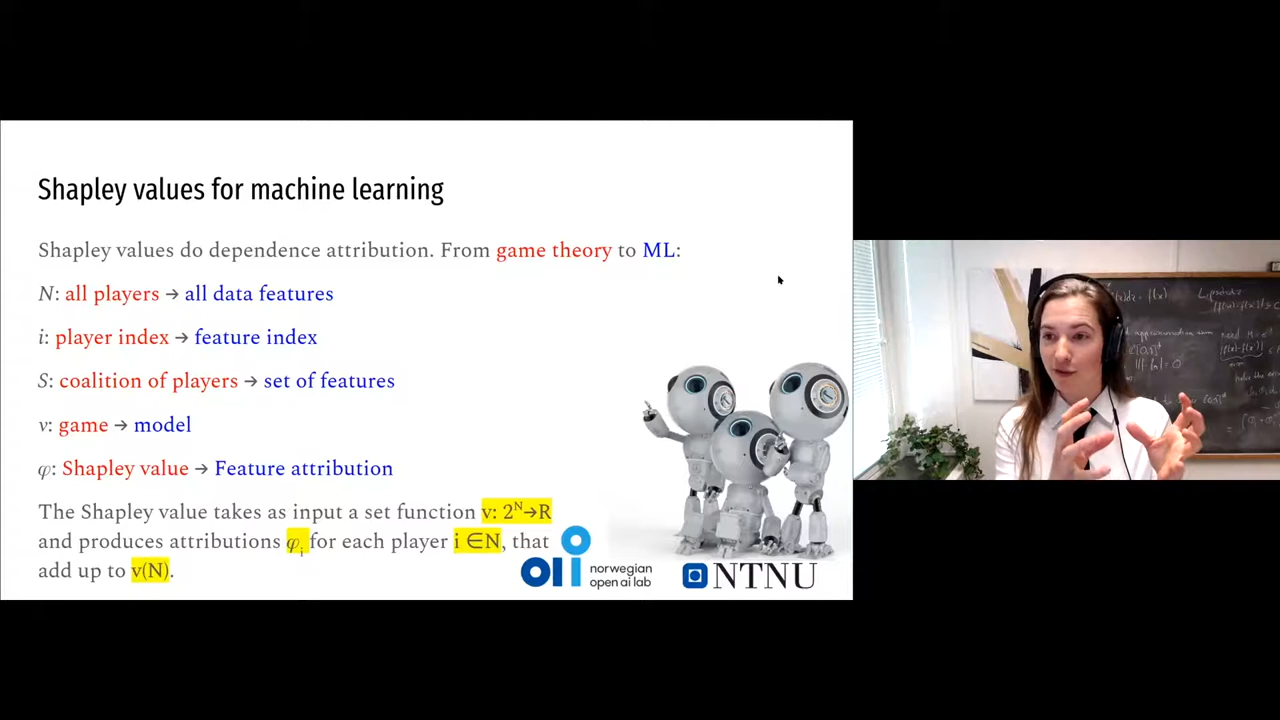 Shapley values for machine learning
Shapley values do dependence attribution. From game theory to ML:
N: all players → all data features
i: player index → feature index
S: coalition of players → set of features
v: game → model
φ: Shapley value → Feature attribution
The Shapley value takes as input a set function v: 2ᴺ→R
and produces attributions φᵢ for each player i ∈N, that
add up to v(N).
norwegian
open ai lab
NTNU